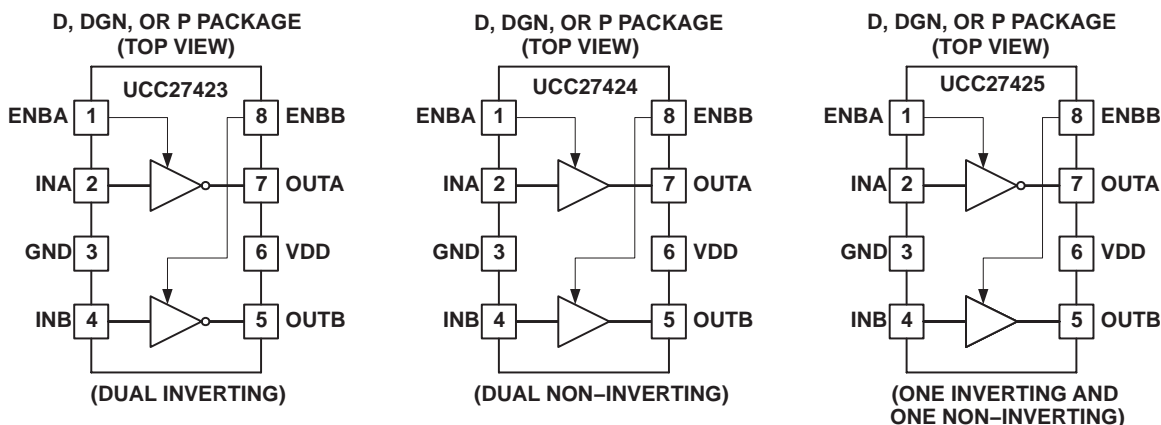 D, DGN, OR P PACKAGE
(TOP VIEW)
UCC27423
ENBA 1 8 ENBB
INA 2 7 OUTA
GND 3 6 VDD
INB 4 5 OUTB
(DUAL INVERTING)
D, DGN, OR P PACKAGE
(TOP VIEW)
UCC27424
ENBA 1 8 ENBB
INA 2 7 OUTA
GND 3 6 VDD
INB 4 5 OUTB
(DUAL NON–INVERTING)
D, DGN, OR P PACKAGE
(TOP VIEW)
UCC27425
ENBA 1 8 ENBB
INA 2 7 OUTA
GND 3 6 VDD
INB 4 5 OUTB
(ONE INVERTING AND
ONE NON–INVERTING)